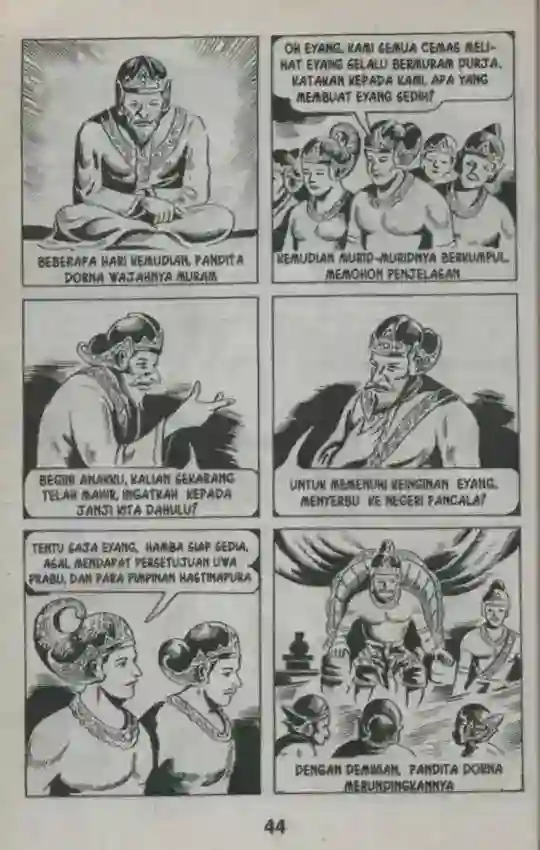 BEBERAPA HARI KEMUDIAN, PANDITA
DORNA WAJAHNYA MURAM
OH EYANG, KAMI SEMUA CEMAS MELI-
HAT EYANG SELALU BERMURAM DURJA.
KATAKAN KEPADA KAMI, APA YANG
MEMBUAT EYANG SEDIH?
KEMUDIAN MURID-MURIDNYA BERKUMPUL,
MEMOHON PENJELASAN
BEGINI ANAKKU, KALIAN SEKARANG
TELAH MAHIR, INGATKAH KEPADA
JANJI KITA DAHULU?
UNTUK MEMENUHI KEINGINAN EYANG,
MENYERBU KE NEGERI PANCALA?
TENTU SAJA EYANG, HAMBA SIAP SEDIA,
ASAL MENDAPAT PERSETUJUAN UWA
PRABU, DAN PARA PIMPINAN HASTINAPURA
DENGAN DEMIKIAN, PANDITA DORNA
MERUNDINGKANNYA
44